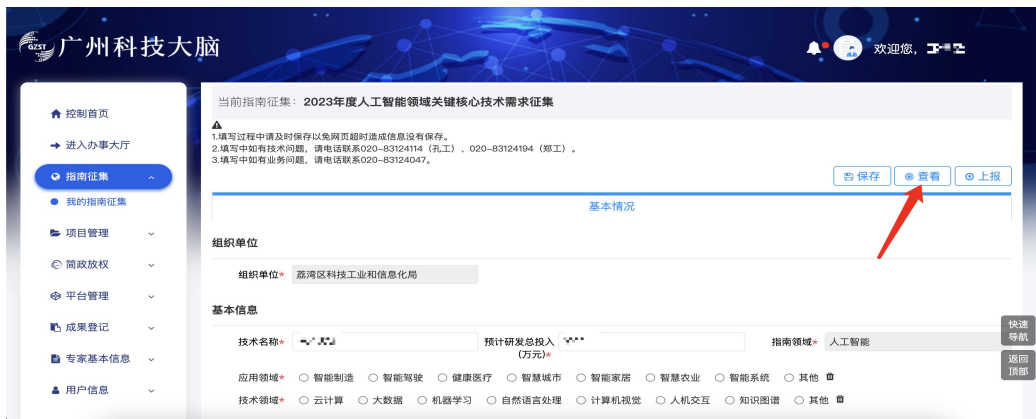 GZST
广州科技大脑
欢迎您,
控制首页
进入办事大厅
指南征集
我的指南征集
项目管理
简政放权
平台管理
成果登记
专家基本信息
用户信息
当前指南征集：2023年度人工智能领域关键核心技术需求征集
1.填写过程中请及时保存以免网页超时造成信息没有保存。
2.填写中如有技术问题，请电话联系020-83124114（孔工）、020-83124194（郑工）。
3.填写中如有业务问题，请电话联系020-83124047。
保存 查看 上报
基本情况
组织单位
组织单位* 荔湾区科技工业和信息化局
基本信息
技术名称* 预计研发总投入(万元)* 指南领域* 人工智能
应用领域* 智能制造 智能驾驶 健康医疗 智慧城市 智能家居 智慧农业 智能系统 其他
技术领域* 云计算 大数据 机器学习 自然语言处理 计算机视觉 人机交互 知识图谱 其他
快速
导航
返回
顶部